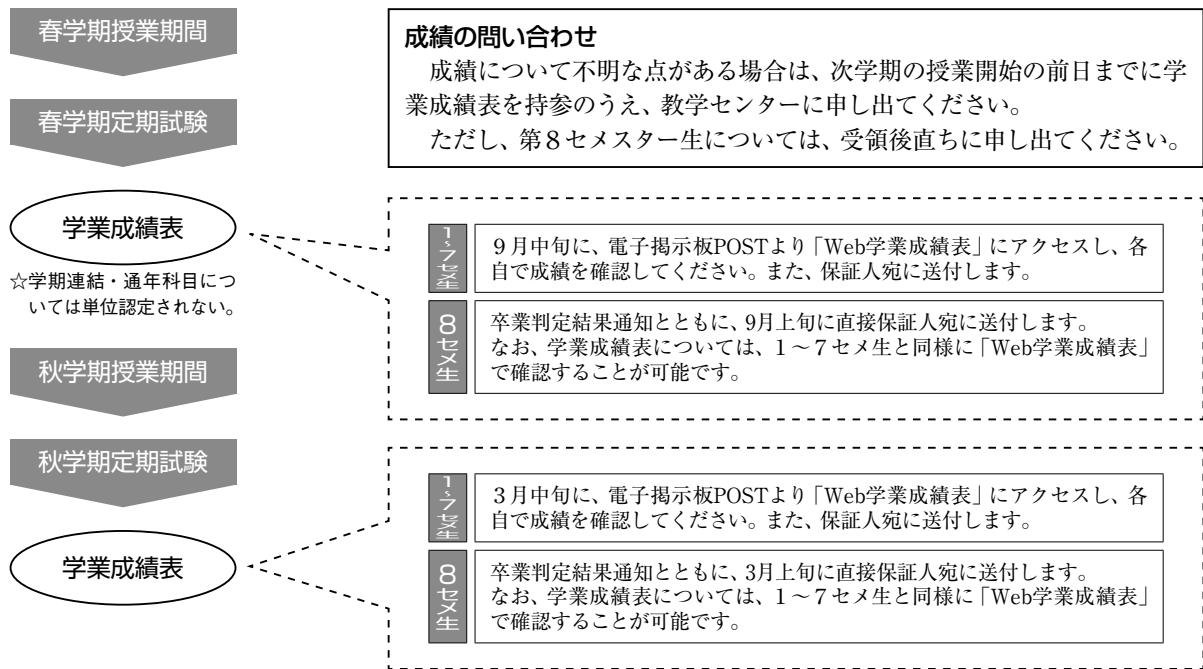 春学期授業期間
春学期定期試験
学業成績表
☆学期連結・通年科目につ
いては単位認定されない。
秋学期授業期間
秋学期定期試験
学業成績表
成績の問い合わせ
成績について不明な点がある場合は、次学期の授業開始の前日までに学
業成績表を持参のうえ、教学センターに申し出てください。
ただし、第８セメスター生については、受領後直ちに申し出てください。
1~7セメ生
９月中旬に、電子掲示板POSTより「Web学業成績表」にアクセスし、各
自で成績を確認してください。また、保証人宛に送付します。
8セメ生
卒業判定結果通知とともに、9月上旬に直接保証人宛に送付します。
なお、学業成績表については、１～７セメ生と同様に「Web学業成績表」
で確認することが可能です。
1~7セメ生
３月中旬に、電子掲示板POSTより「Web学業成績表」にアクセスし、各
自で成績を確認してください。また、保証人宛に送付します。
8セメ生
卒業判定結果通知とともに、3月上旬に直接保証人宛に送付します。
なお、学業成績表については、１～７セメ生と同様に「Web学業成績表」
で確認することが可能です。